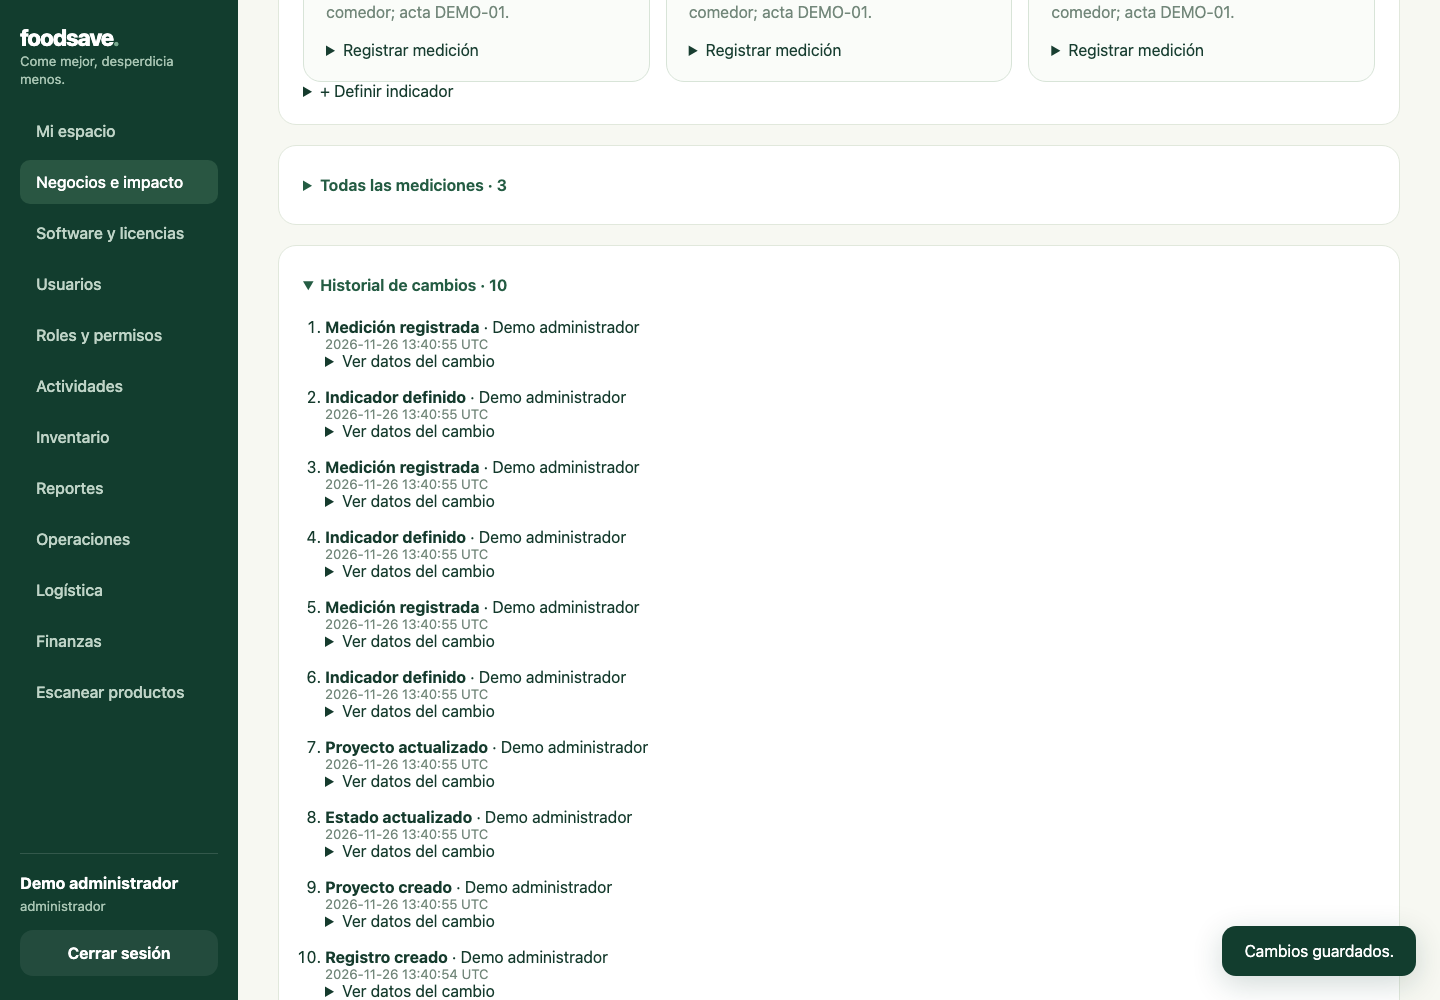 foodsave.
Come mejor, desperdicia
menos.
Mi espacio
Negocios e impacto
Software y licencias
Usuarios
Roles y permisos
Actividades
Inventario
Reportes
Operaciones
Logística
Finanzas
Escanear productos
Demo administrador
administrador
Cerrar sesión
comedor; acta DEMO-01.
Registrar medición
comedor; acta DEMO-01.
Registrar medición
comedor; acta DEMO-01.
Registrar medición
+ Definir indicador
Todas las mediciones · 3
Historial de cambios · 10
1. Medición registrada · Demo administrador
2026-11-26 13:40:55 UTC
Ver datos del cambio
2. Indicador definido · Demo administrador
2026-11-26 13:40:55 UTC
Ver datos del cambio
3. Medición registrada · Demo administrador
2026-11-26 13:40:55 UTC
Ver datos del cambio
4. Indicador definido · Demo administrador
2026-11-26 13:40:55 UTC
Ver datos del cambio
5. Medición registrada · Demo administrador
2026-11-26 13:40:55 UTC
Ver datos del cambio
6. Indicador definido · Demo administrador
2026-11-26 13:40:55 UTC
Ver datos del cambio
7. Proyecto actualizado · Demo administrador
2026-11-26 13:40:55 UTC
Ver datos del cambio
8. Estado actualizado · Demo administrador
2026-11-26 13:40:55 UTC
Ver datos del cambio
9. Proyecto creado · Demo administrador
2026-11-26 13:40:55 UTC
Ver datos del cambio
10. Registro creado · Demo administrador
2026-11-26 13:40:54 UTC
Ver datos del cambio
Cambios guardados.